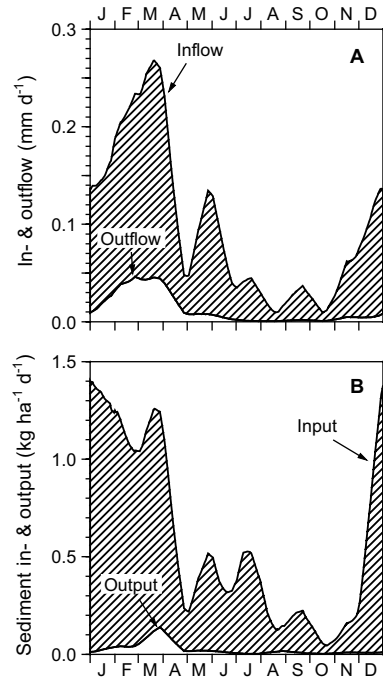 J F M A M J J A S O N D
0.3
0.2
0.1
0.0
In- & outflow (mm d⁻¹)
A
Inflow
Outflow
1.5
1.0
0.5
0.0
Sediment in- & output (kg ha⁻¹ d⁻¹)
B
Input
Output
J F M A M J J A S O N D